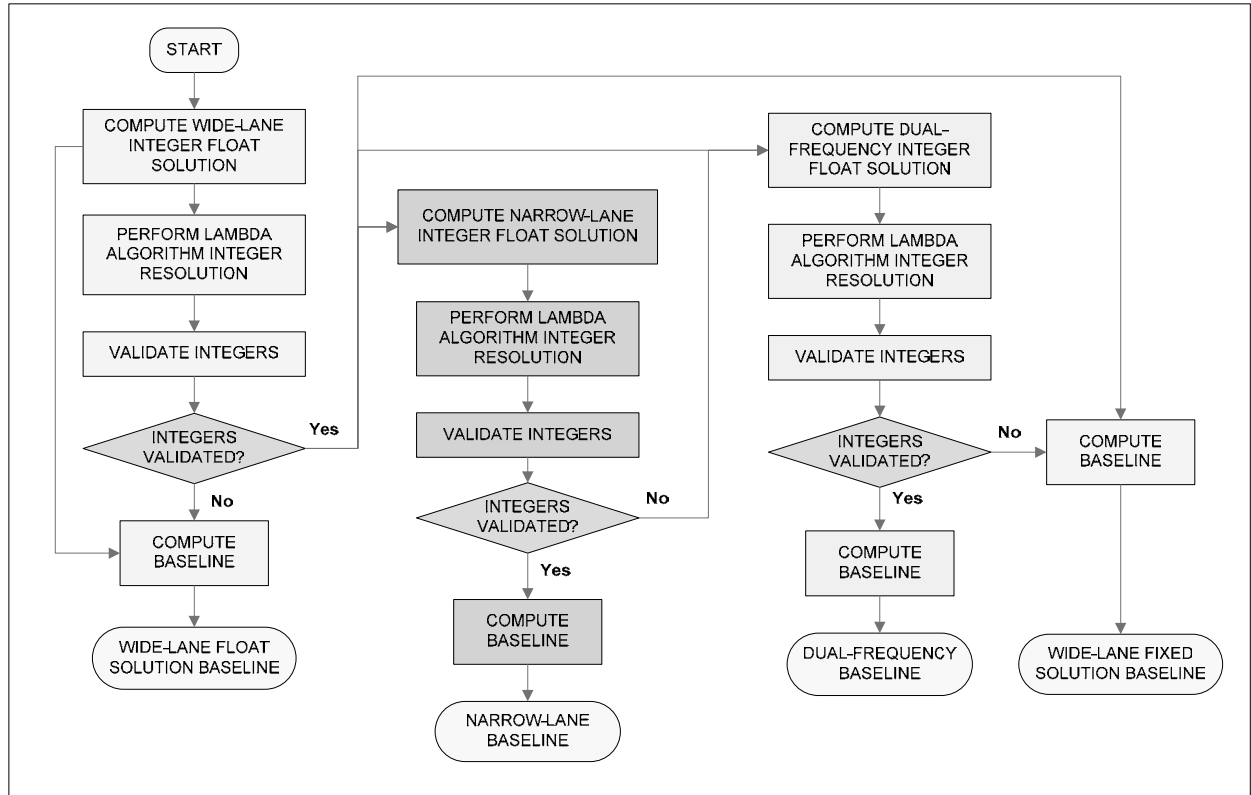 START
COMPUTE WIDE-LANE
INTEGER FLOAT
SOLUTION
PERFORM LAMBDA
ALGORITHM INTEGER
RESOLUTION
VALIDATE INTEGERS
INTEGERS
VALIDATED?
Yes
No
COMPUTE
BASELINE
WIDE-LANE FLOAT
SOLUTION BASELINE
COMPUTE NARROW-LANE
INTEGER FLOAT SOLUTION
PERFORM LAMBDA
ALGORITHM INTEGER
RESOLUTION
VALIDATE INTEGERS
INTEGERS
VALIDATED?
No
Yes
COMPUTE
BASELINE
NARROW-LANE
BASELINE
COMPUTE DUAL-
FREQUENCY INTEGER
FLOAT SOLUTION
PERFORM LAMBDA
ALGORITHM INTEGER
RESOLUTION
VALIDATE INTEGERS
INTEGERS
VALIDATED?
No
Yes
COMPUTE
BASELINE
DUAL-FREQUENCY
BASELINE
COMPUTE
BASELINE
WIDE-LANE FIXED
SOLUTION BASELINE